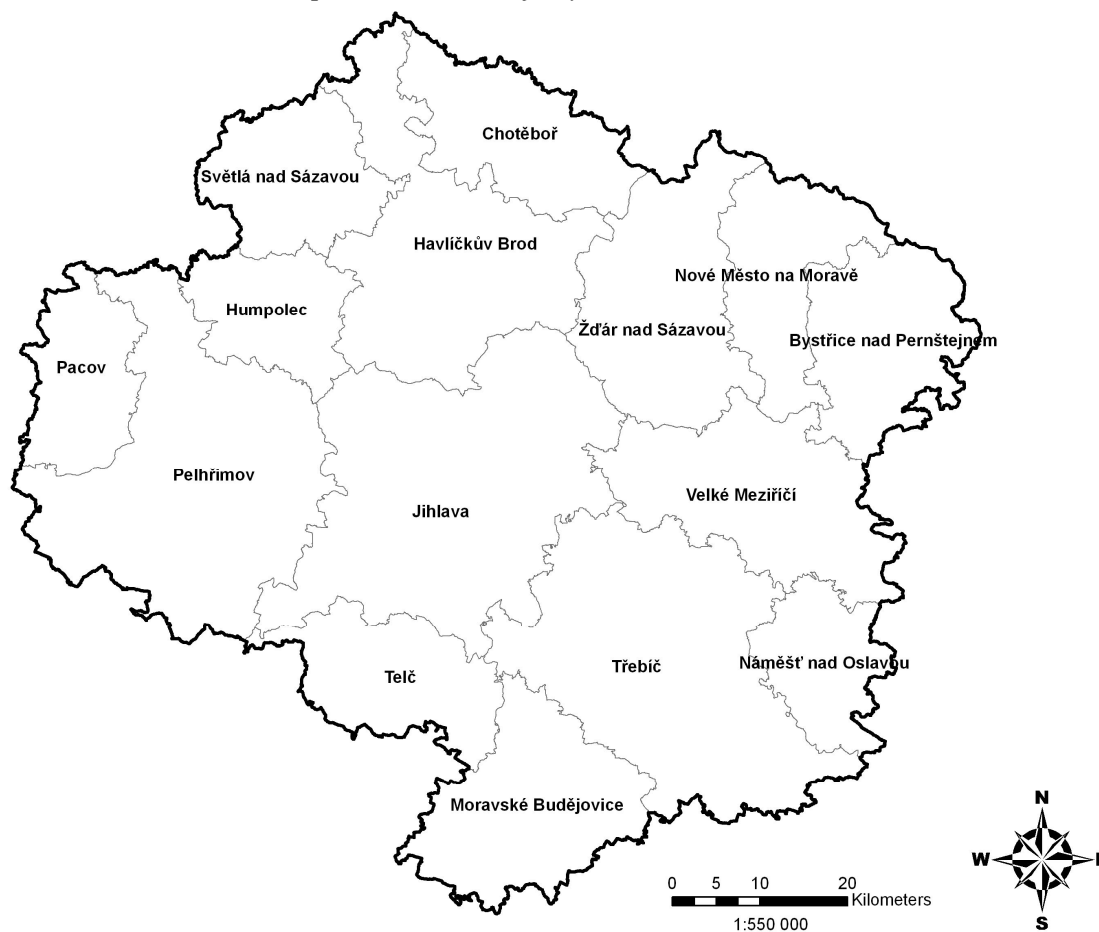 Chotěboř
Světlá nad Sázavou
Havlíčkův Brod
Nové Město na Moravě
Humpolec
Žďár nad Sázavou
Bystřice nad Pernštejnem
Pacov
Pelhřimov
Velké Meziříčí
Jihlava
Třebíč
Náměšť nad Oslavou
Telč
Moravské Budějovice
N
W
S
0 5 10 20
Kilometers
1:550 000